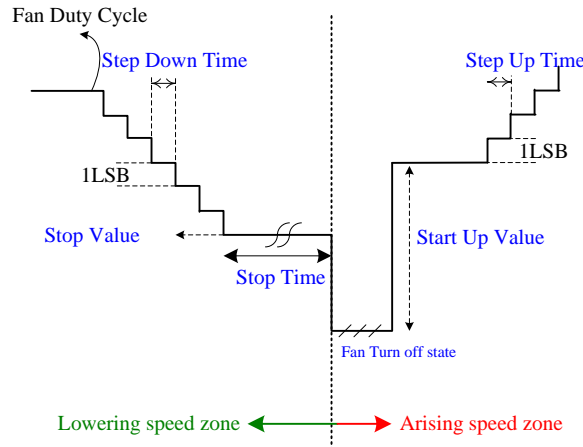 Fan Duty Cycle
Step Down Time
Step Up Time
1LSB
1LSB
Stop Value
Start Up Value
Stop Time
Fan Turn off state
Lowering speed zone
Arising speed zone